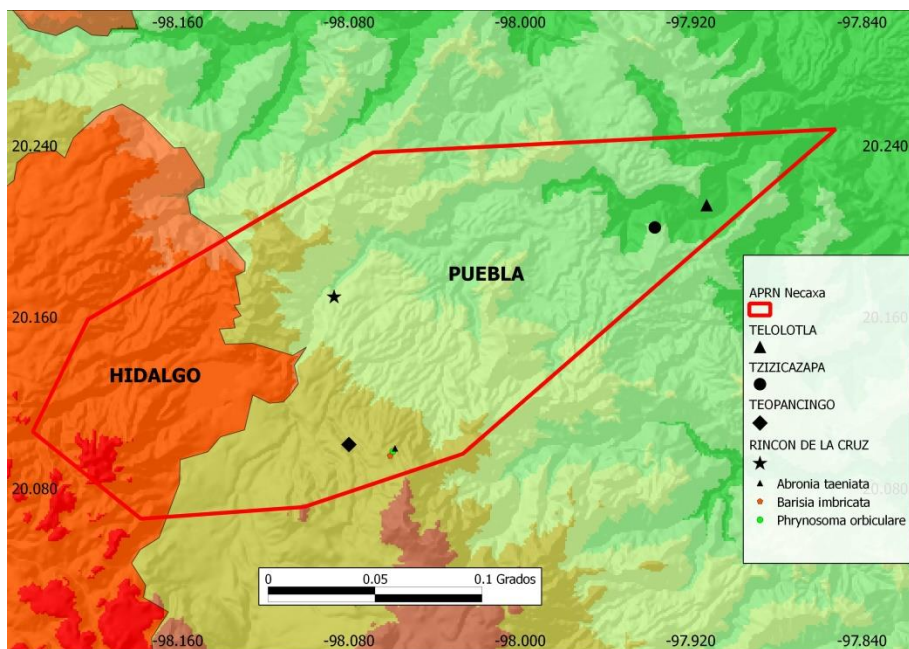 -98.160 -98.080 -98.000 -97.920 -97.840
20.240 20.240
PUEBLA
APRN Necaxa
20.160 20.160
TELOLOTLA
HIDALGO
TZIZICAZAPA
TEOPANCINGO
RINCON DE LA CRUZ
20.080 20.080
Abronia taeniata
Barisia imbricata
Phrynosoma orbiculare
0 0.05 0.1 Grados
-98.160 -98.080 -98.000 -97.920 -97.840